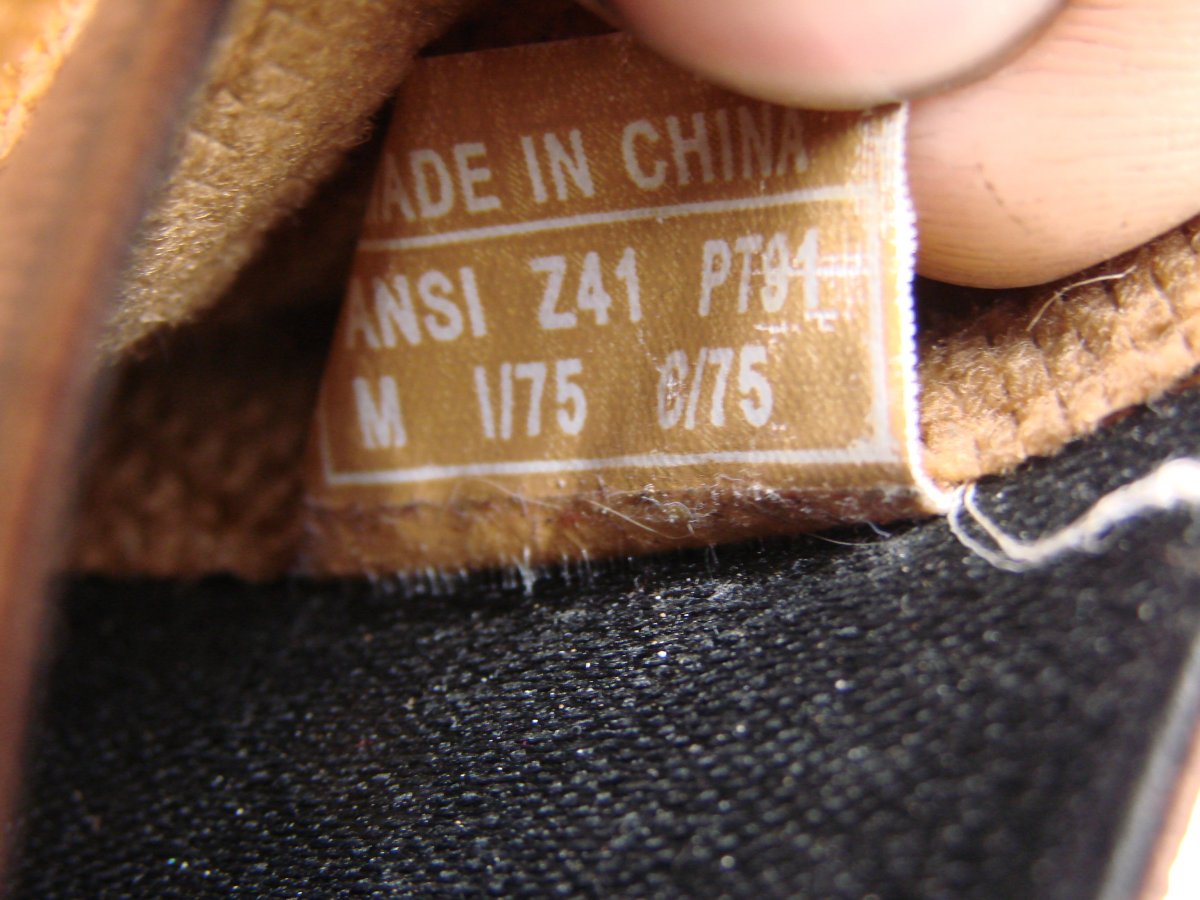 MADE IN CHINA
ANSI Z41 PT91
M I/75 C/75